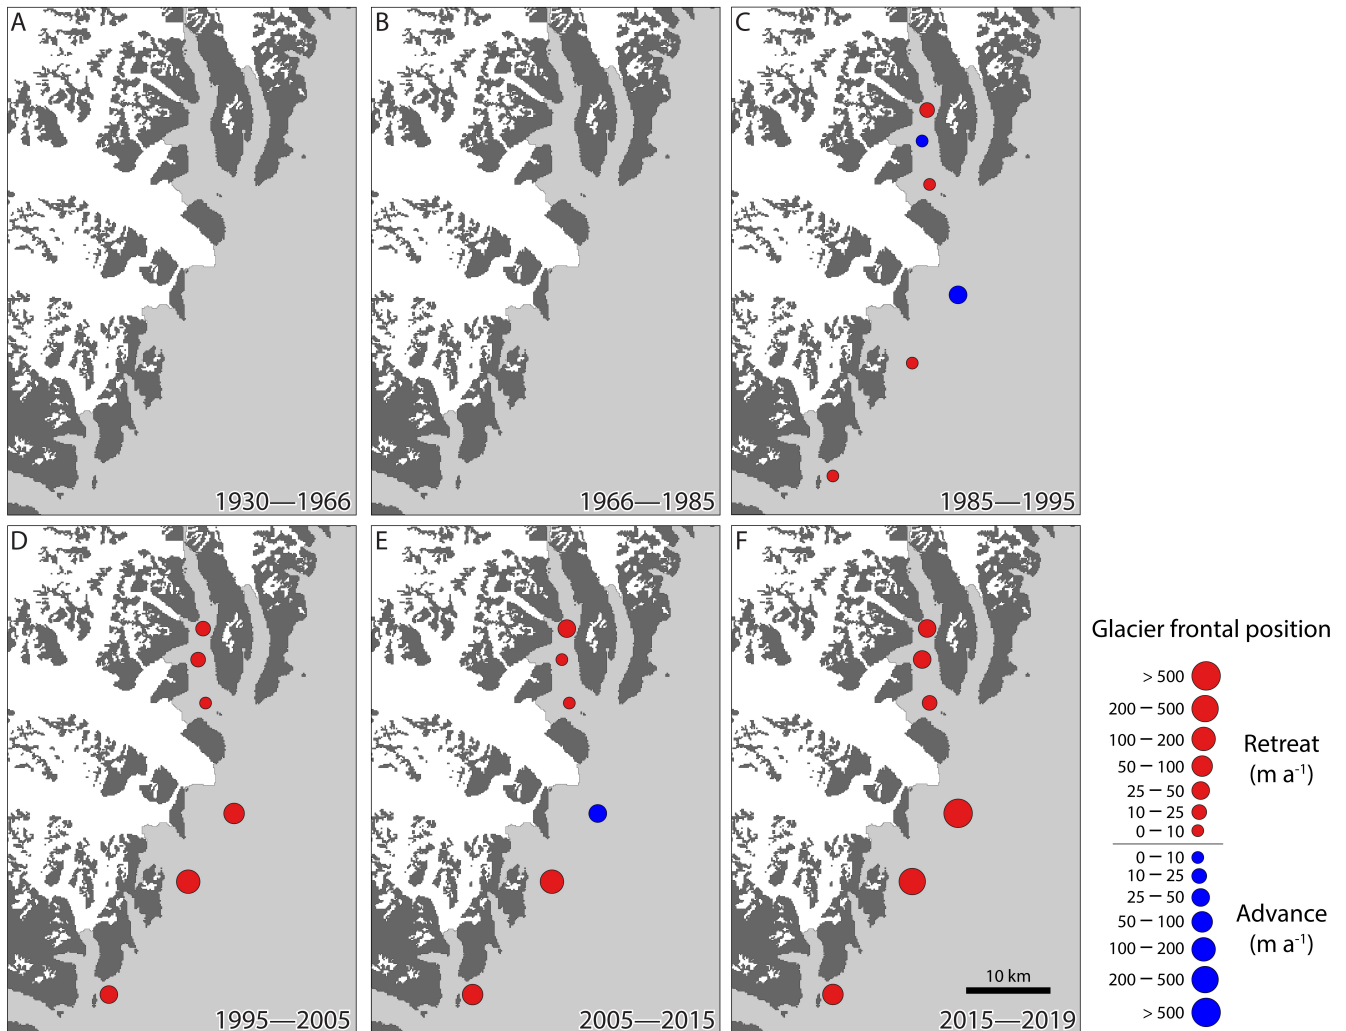 A
B
C
1930—1966
1966—1985
1985—1995
D
E
F
Glacier frontal position
> 500
200 – 500
100 – 200
50 – 100
25 – 50
10 – 25
0 – 10
Retreat
(m a⁻¹)
0 – 10
10 – 25
25 – 50
50 – 100
100 – 200
200 – 500
> 500
Advance
(m a⁻¹)
10 km
1995—2005
2005—2015
2015—2019